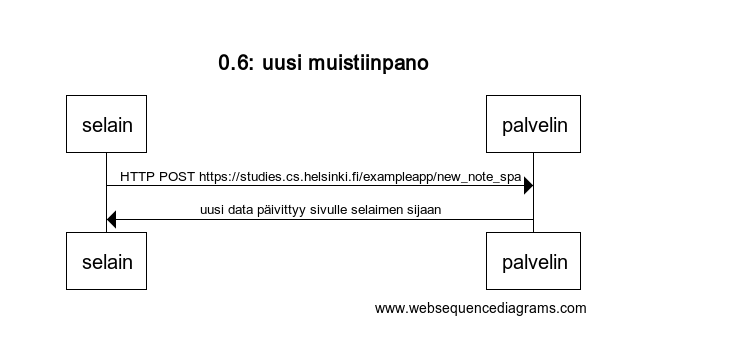 0.6: uusi muistiinpano
selain
palvelin
HTTP POST https://studies.cs.helsinki.fi/exampleapp/new_note_spa
uusi data päivittyy sivulle selaimen sijaan
selain
palvelin
www.websequencediagrams.com